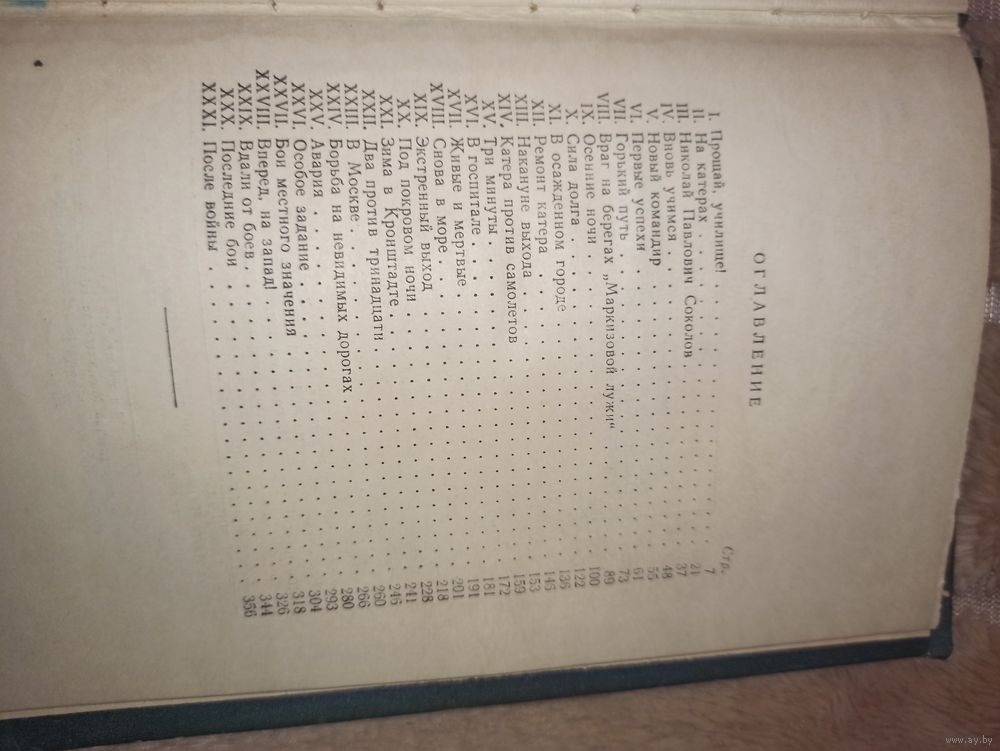 ОГЛАВЛЕНИЕ
Стр.
I. Прощай, училище! . . . . . . . . . . 7
II. На катерах . . . . . . . . . . 21
III. Николай Павлович Соколов . . . . . . . . . . 37
IV. Вновь учимся . . . . . . . . . . 48
V. Новый командир . . . . . . . . . . 55
VI. Первые успехи . . . . . . . . . . 61
VII. Горький путь . . . . . . . . . . 73
VIII. Враг на берегах „Маркизовой лужи“ . . . . . . . . . . 89
IX. Осенние ночи . . . . . . . . . . 100
X. Сила долга . . . . . . . . . . 122
XI. В осажденном городе . . . . . . . . . . 136
XII. Ремонт катера . . . . . . . . . . 146
XIII. Накануне выхода . . . . . . . . . . 153
XIV. Катера против самолетов . . . . . . . . . . 159
XV. Три минуты . . . . . . . . . . 172
XVI. В госпитале . . . . . . . . . . 181
XVII. Живые и мертвые . . . . . . . . . . 191
XVIII. Снова в море . . . . . . . . . . 201
XIX. Экстренный выход . . . . . . . . . . 218
XX. Под покровом ночи . . . . . . . . . . 228
XXI. Зима в Кронштадте . . . . . . . . . . 241
XXII. Два против тринадцати . . . . . . . . . . 246
XXIII. В Москве . . . . . . . . . . 260
XXIV. Борьба на невидимых дорогах . . . . . . . . . . 266
XXV. Авария . . . . . . . . . . 280
XXVI. Особое задание . . . . . . . . . . 293
XXVII. Бои местного значения . . . . . . . . . . 304
XXVIII. Вперед, на запад! . . . . . . . . . . 318
XXIX. Вдали от боев . . . . . . . . . . 326
XXX. Последние бои . . . . . . . . . . 344
XXXI. После войны . . . . . . . . . . 356
www.ay.by